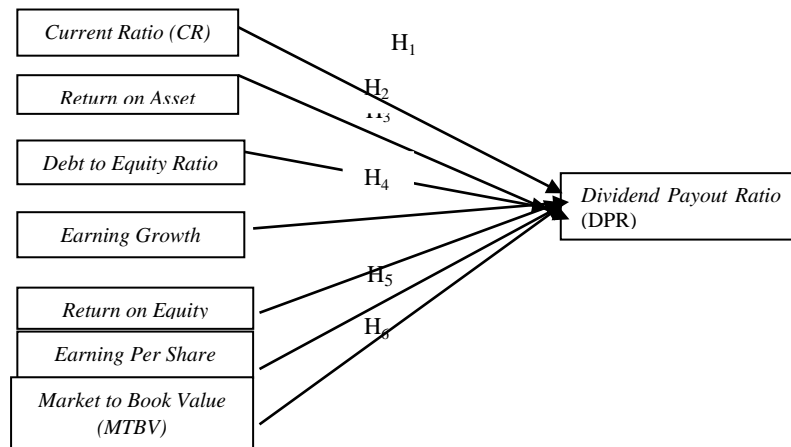 Current Ratio (CR)
H1
Return on Asset
H2
H3
Debt to Equity Ratio
H4
Dividend Payout Ratio
(DPR)
Earning Growth
H5
Return on Equity
H6
Earning Per Share
Market to Book Value
(MTBV)